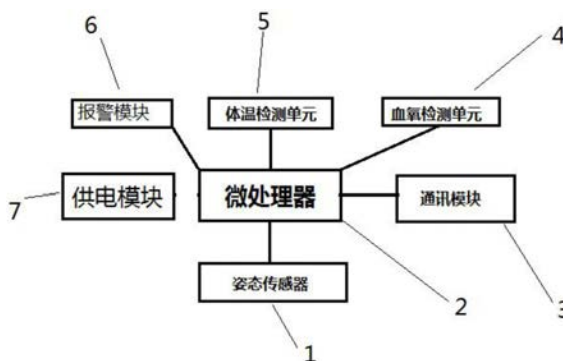 6
5
4
报警模块
体温检测单元
血氧检测单元
7
供电模块
微处理器
通讯模块
姿态传感器
2
3
1